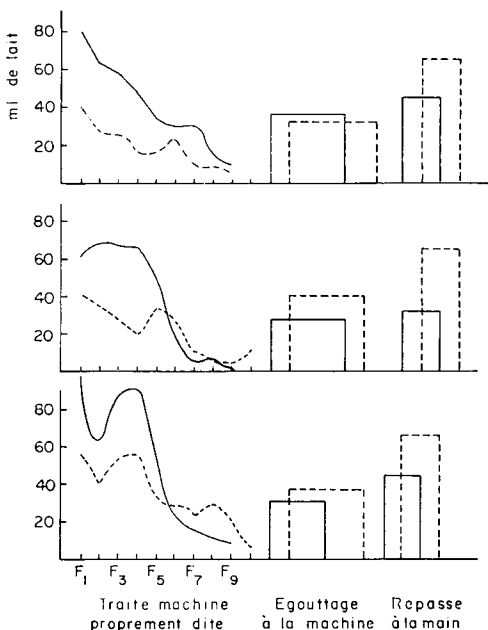 ml de lait
80
60
40
20
80
60
40
20
80
60
40
20
F1 F3 F5 F7 F9
Traite machine proprement dite
Egouttage à la machine
Repasse à la main